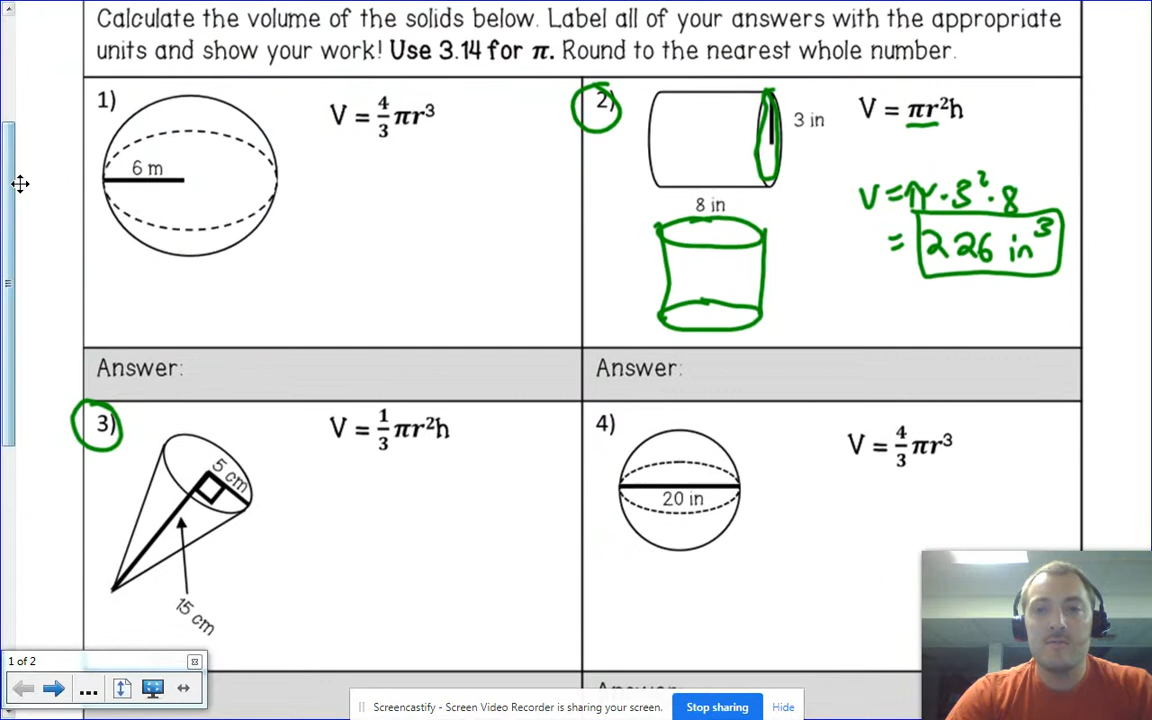 Calculate the volume of the solids below. Label all of your answers with the appropriate
units and show your work! Use 3.14 for π. Round to the nearest whole number.
1)
V = 4/3 πr³
6 m
2)
3 in
V = πr²h
8 in
V = π · 3² · 8
= 226 in³
Answer:
Answer:
3)
V = 1/3 πr²h
5 cm
15 cm
4)
V = 4/3 πr³
20 in
1 of 2
...
Answer:
Screencastify - Screen Video Recorder is sharing your screen.
Stop sharing
Hide